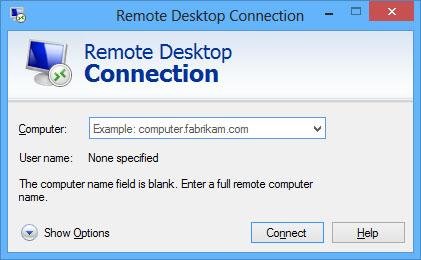 Remote Desktop Connection
Remote Desktop
Connection
Computer: Example: computer.fabrikam.com
User name: None specified
The computer name field is blank. Enter a full remote computer
name.
Show Options Connect Help